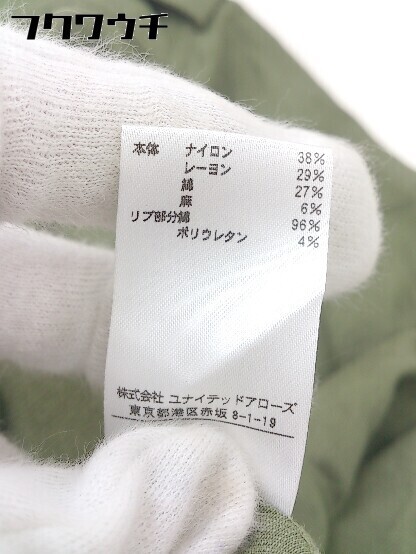 フクワウチ
本体 ナイロン 38%
レーヨン 29%
綿 27%
麻 6%
リブ部分綿 96%
ポリウレタン 4%
株式会社 ユナイテッドアローズ
東京都港区赤坂 8-1-19